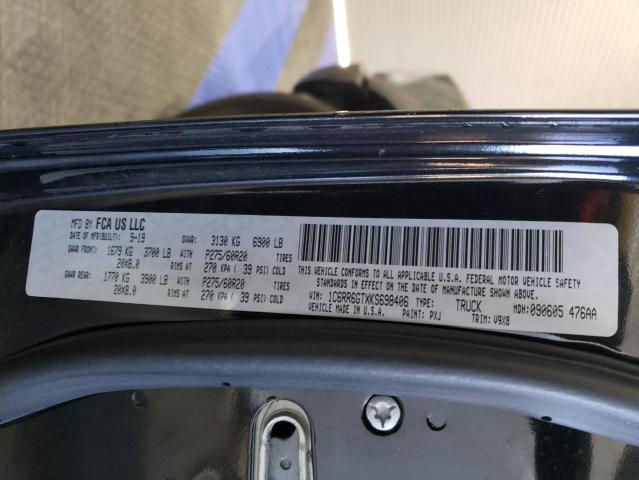 MFD BY FCA US LLC
DATE OF MFR(BUILT): 9-19 GVWR: 3130 KG 6900 LB
GAWR FRONT: 1679 KG 3700 LB P275/60R20
WITH TIRES
20X8.0 RIMS AT 270 KPA ( 39 PSI) COLD
GAWR REAR: 1770 KG 3900 LB P275/60R20
WITH TIRES
20X8.0 RIMS AT 270 KPA ( 39 PSI) COLD
THIS VEHICLE CONFORMS TO ALL APPLICABLE U.S.A. FEDERAL MOTOR VEHICLE SAFETY
STANDARDS IN EFFECT ON THE DATE OF MANUFACTURE SHOWN ABOVE.
VIN: 1C6RR6GTXKS698406 TYPE: TRUCK MDH: 090605 476AA
VEHICLE MADE IN U.S.A. PAINT: PXJ TRIM: V9X8